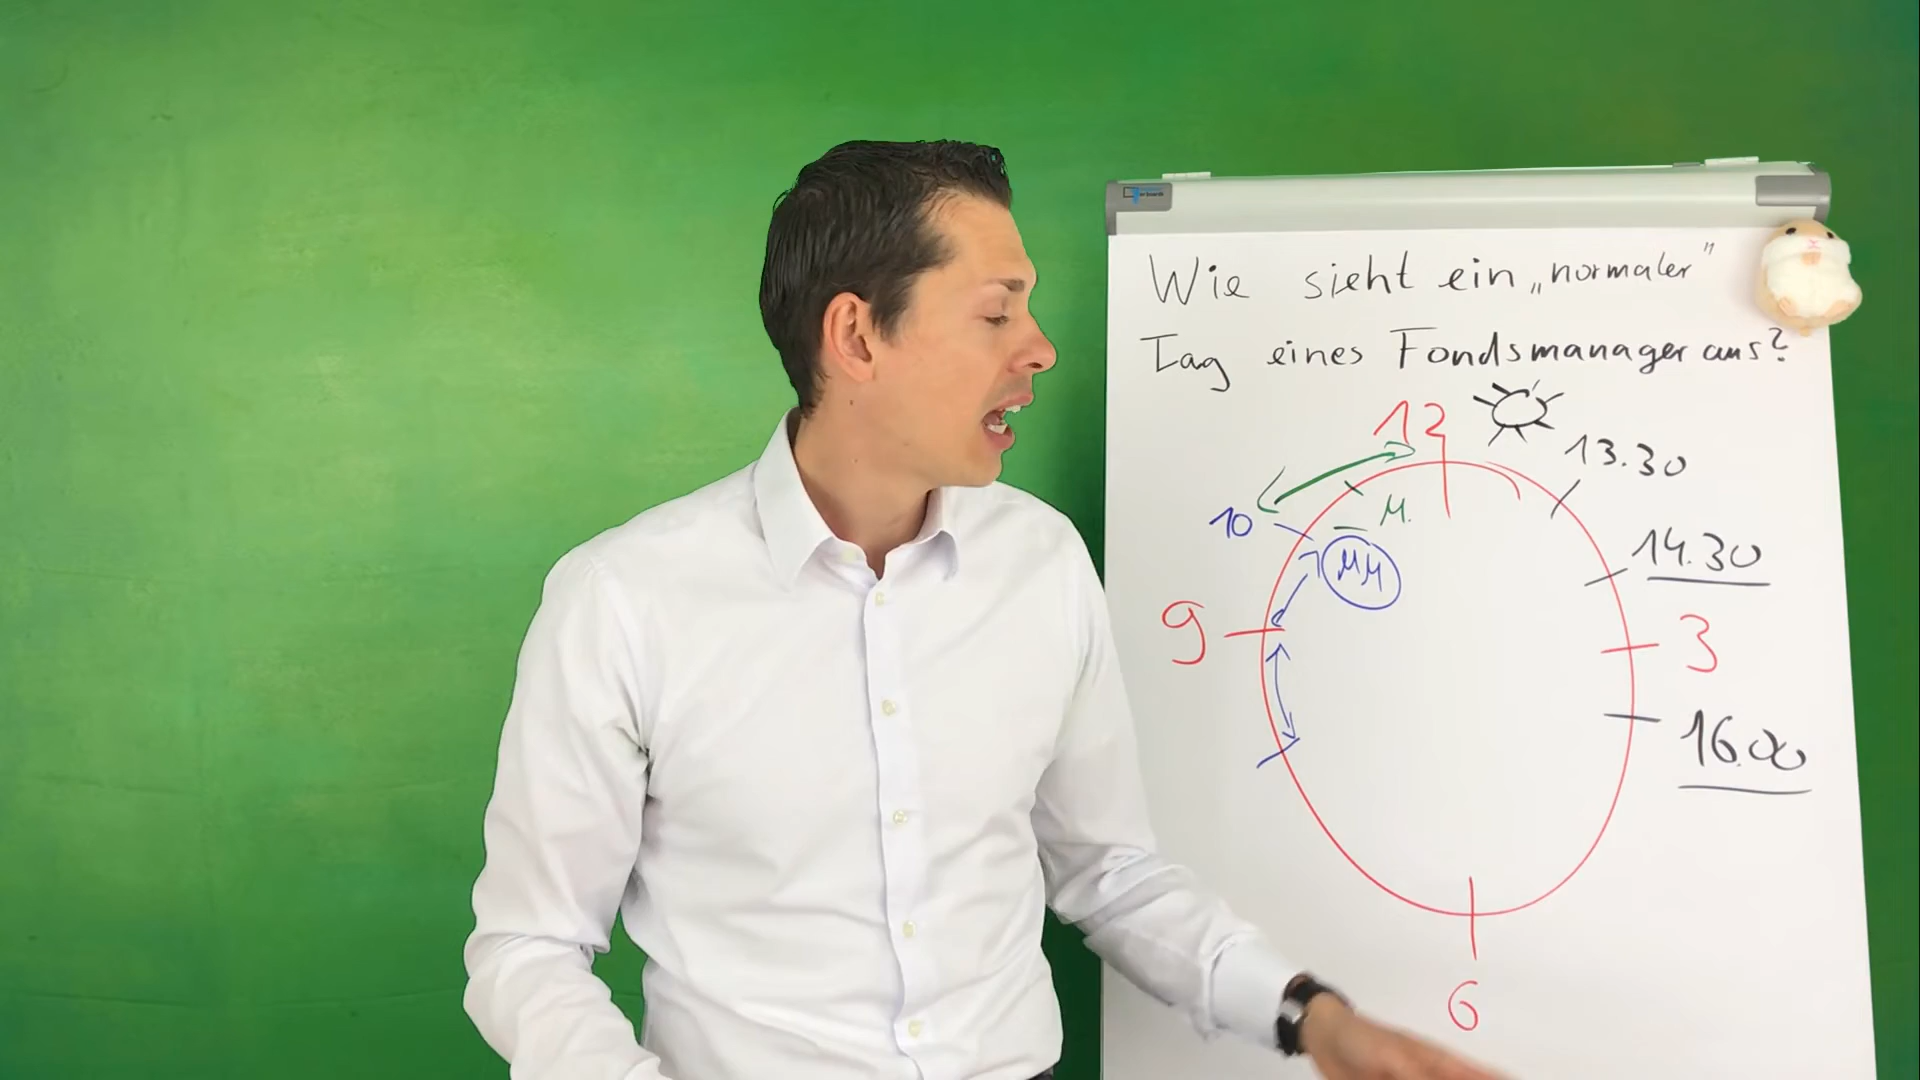 Wie sieht ein „normaler"
Tag eines Fondsmanager aus?
12
13.30
10
M.
MM
14.30
9
3
16.00
6